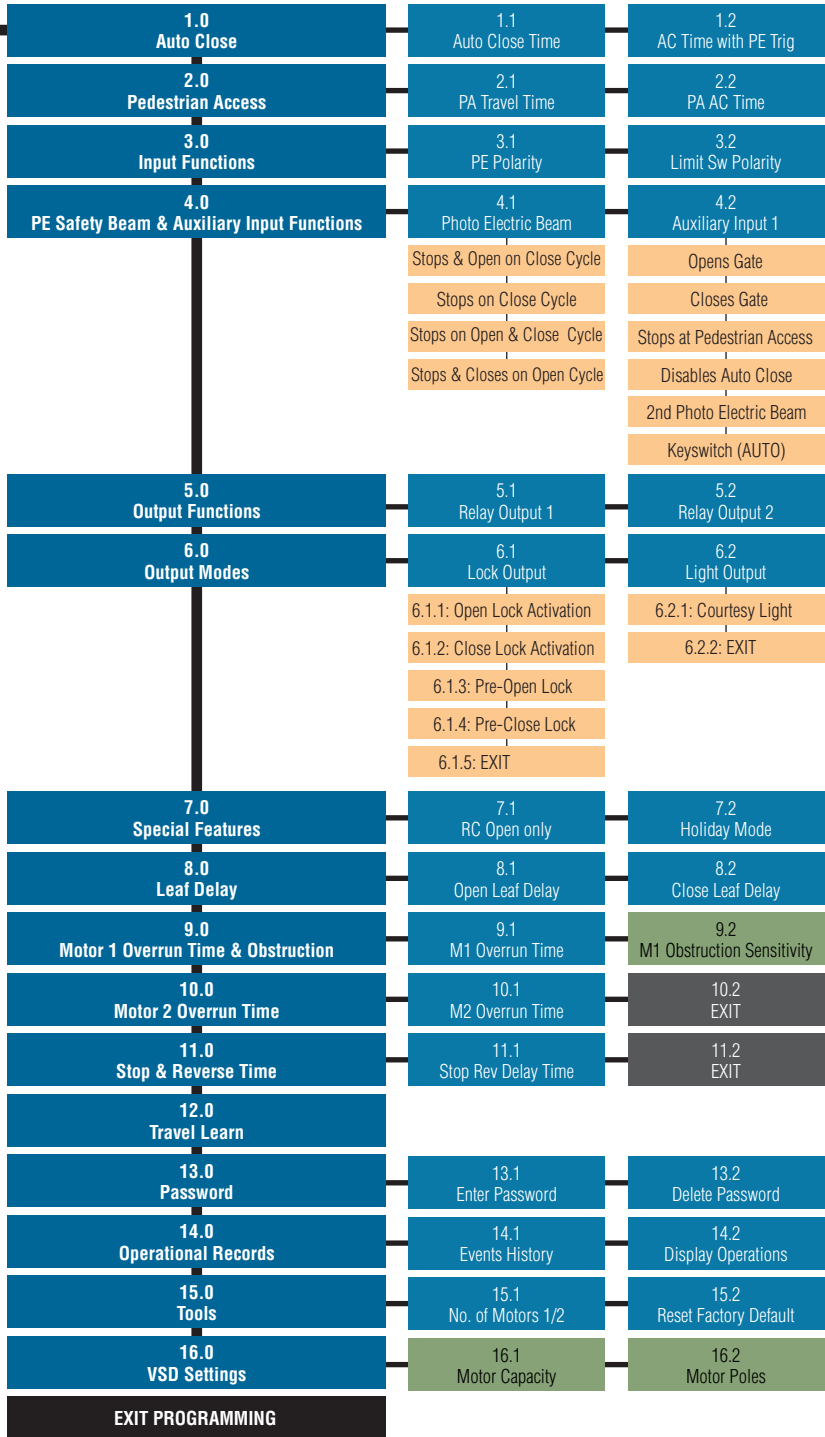 1.0
Auto Close
1.1
Auto Close Time
1.2
AC Time with PE Trig
2.0
Pedestrian Access
2.1
PA Travel Time
2.2
PA AC Time
3.0
Input Functions
3.1
PE Polarity
3.2
Limit Sw Polarity
4.0
PE Safety Beam & Auxiliary Input Functions
4.1
Photo Electric Beam
Stops & Open on Close Cycle
Stops on Close Cycle
Stops on Open & Close Cycle
Stops & Closes on Open Cycle
4.2
Auxiliary Input 1
Opens Gate
Closes Gate
Stops at Pedestrian Access
Disables Auto Close
2nd Photo Electric Beam
Keyswitch (AUTO)
5.0
Output Functions
5.1
Relay Output 1
5.2
Relay Output 2
6.0
Output Modes
6.1
Lock Output
6.1.1: Open Lock Activation
6.1.2: Close Lock Activation
6.1.3: Pre-Open Lock
6.1.4: Pre-Close Lock
6.1.5: EXIT
6.2
Light Output
6.2.1: Courtesy Light
6.2.2: EXIT
7.0
Special Features
7.1
RC Open only
7.2
Holiday Mode
8.0
Leaf Delay
8.1
Open Leaf Delay
8.2
Close Leaf Delay
9.0
Motor 1 Overrun Time & Obstruction
9.1
M1 Overrun Time
9.2
M1 Obstruction Sensitivity
10.0
Motor 2 Overrun Time
10.1
M2 Overrun Time
10.2
EXIT
11.0
Stop & Reverse Time
11.1
Stop Rev Delay Time
11.2
EXIT
12.0
Travel Learn
13.0
Password
13.1
Enter Password
13.2
Delete Password
14.0
Operational Records
14.1
Events History
14.2
Display Operations
15.0
Tools
15.1
No. of Motors 1/2
15.2
Reset Factory Default
16.0
VSD Settings
16.1
Motor Capacity
16.2
Motor Poles
EXIT PROGRAMMING